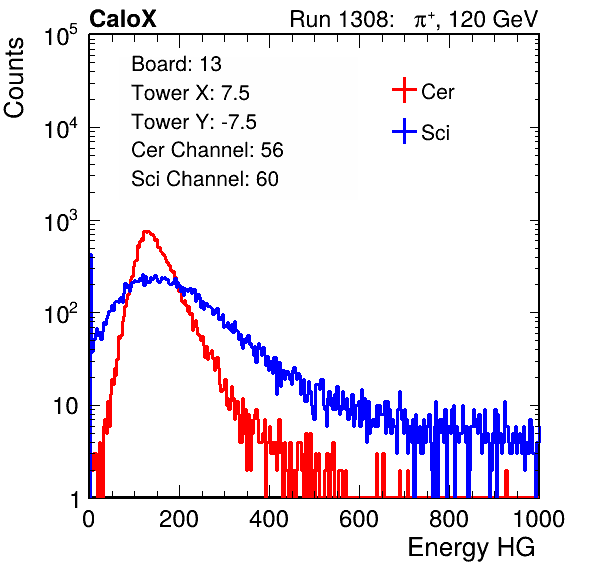 CaloX Run 1308: π⁺, 120 GeV
Counts
Board: 13
Tower X: 7.5
Tower Y: -7.5
Cer Channel: 56
Sci Channel: 60
Cer
Sci
10⁵
10⁴
10³
10²
10
1
0 200 400 600 800 1000
Energy HG